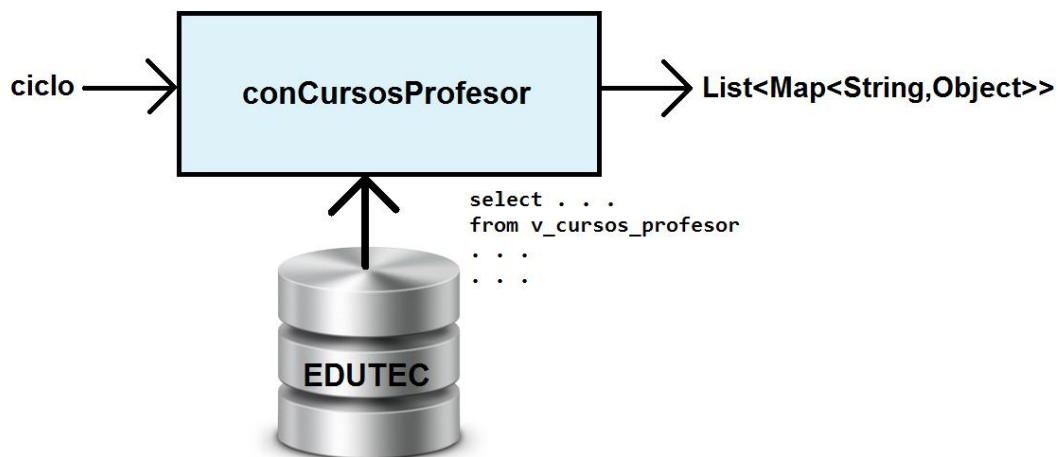 ciclo
conCursosProfesor
List<Map<String,Object>>
select . . .
from v_cursos_profesor
. . .
. . .
EDUTEC